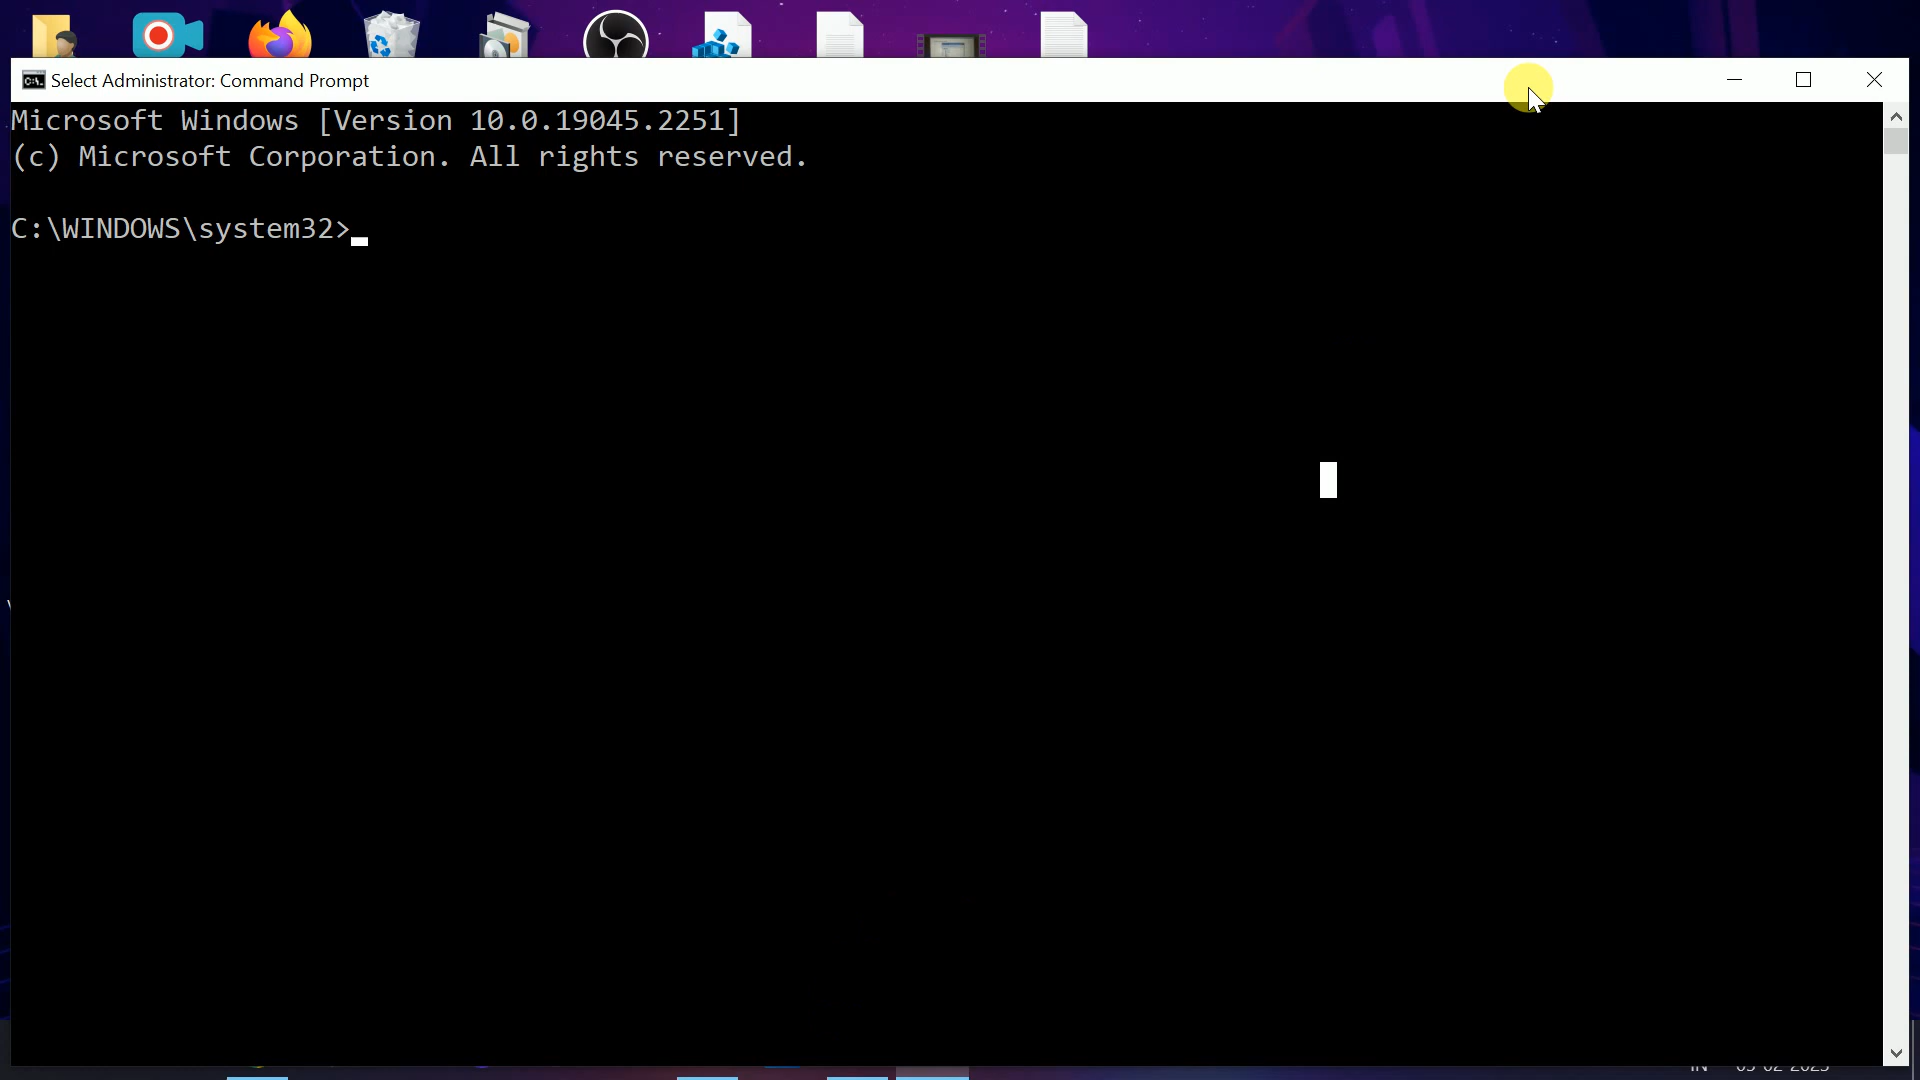 Select Administrator: Command Prompt
Microsoft Windows [Version 10.0.19045.2251]
(c) Microsoft Corporation. All rights reserved.
C:\WINDOWS\system32>